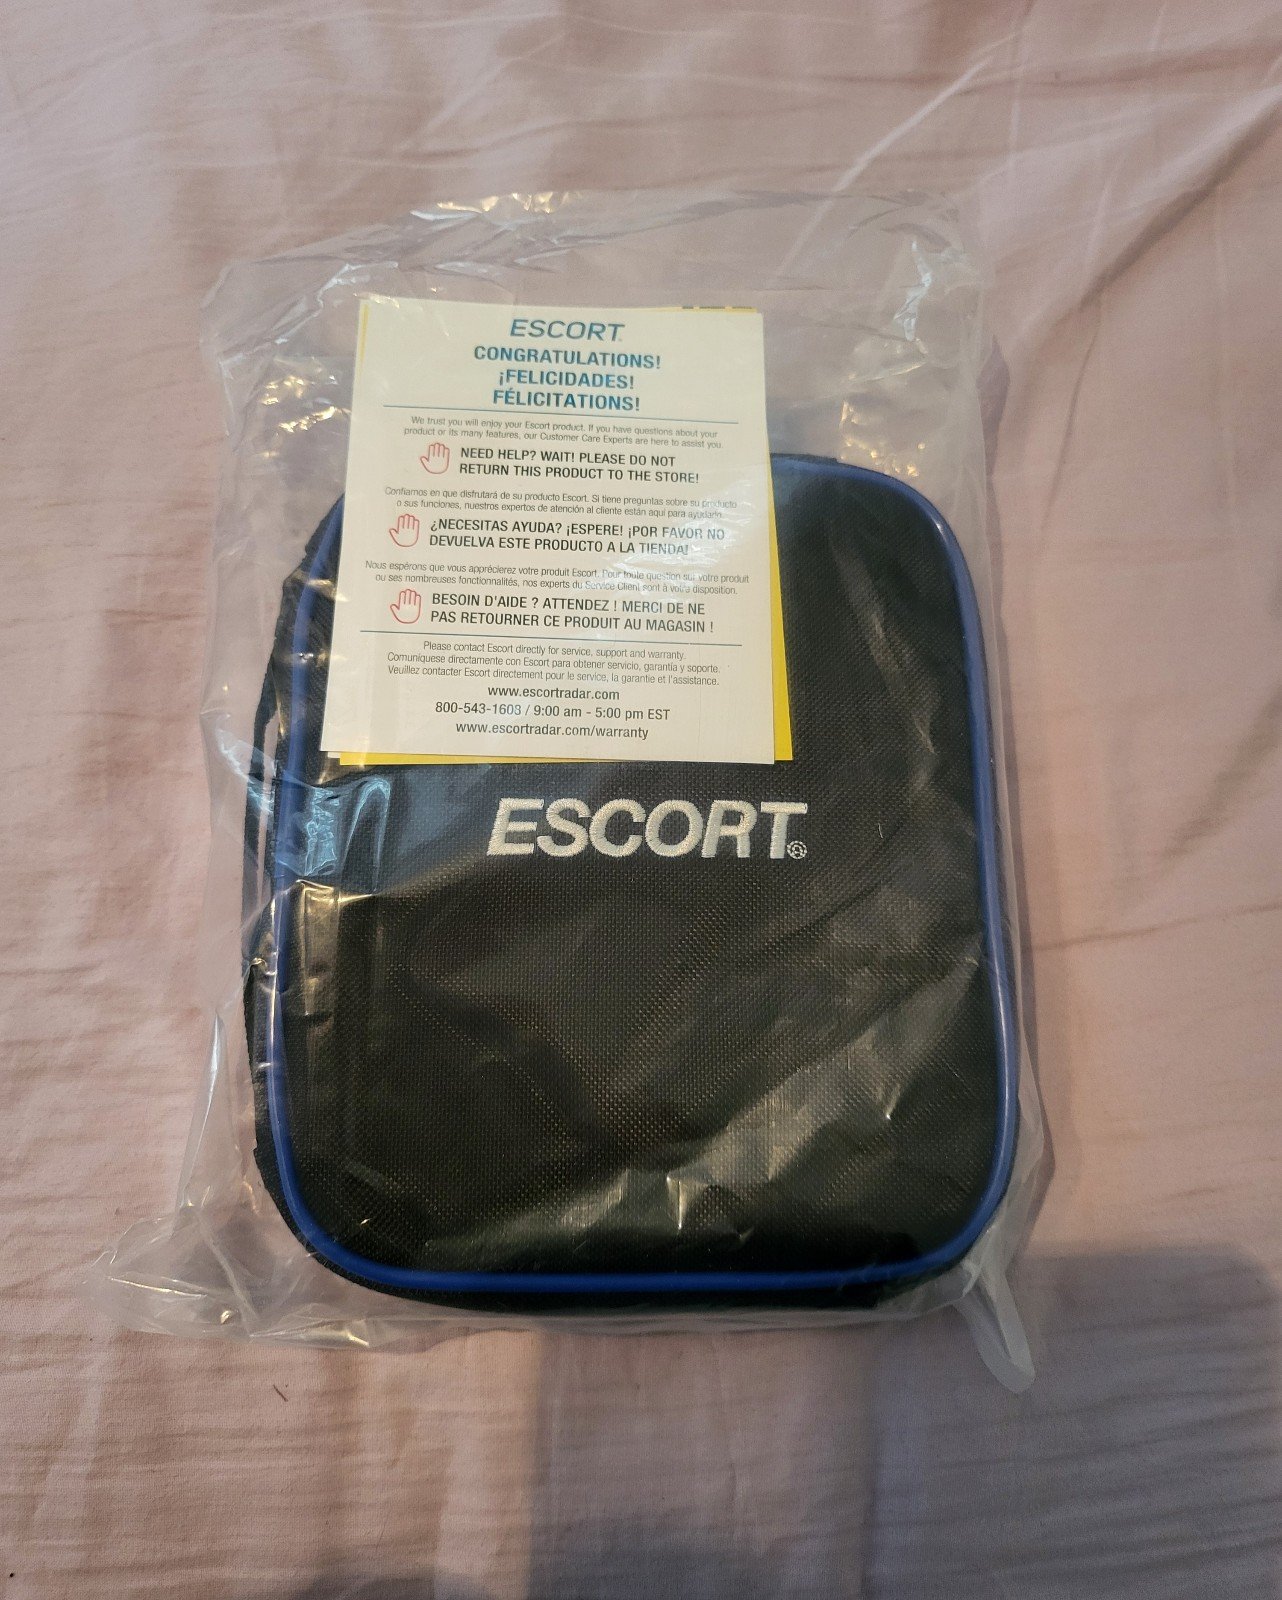 ESCORT
CONGRATULATIONS!
¡FELICIDADES!
FÉLICITATIONS!
We trust you will enjoy your Escort product. If you have questions about your
product or its many features, our Customer Care Experts are here to assist you.
NEED HELP? WAIT! PLEASE DO NOT
RETURN THIS PRODUCT TO THE STORE!
Confiamos en que disfrutará de su producto Escort. Si tiene preguntas sobre su producto
o sus funciones, nuestros expertos de atención al cliente están aquí para ayudarlo.
¿NECESITAS AYUDA? ¡ESPERE! ¡POR FAVOR NO
DEVUELVA ESTE PRODUCTO A LA TIENDA!
Nous espérons que vous apprécierez votre produit Escort. Pour toute question sur votre produit
ou ses nombreuses fonctionnalités, nos experts du Service Client sont à votre disposition.
BESOIN D'AIDE ? ATTENDEZ ! MERCI DE NE
PAS RETOURNER CE PRODUIT AU MAGASIN !
Please contact Escort directly for service, support and warranty.
Comuníquese directamente con Escort para obtener servicio, garantía y soporte.
Veuillez contacter Escort directement pour le service, la garantie et l'assistance.
www.escortradar.com
800-543-1608 / 9:00 am - 5:00 pm EST
www.escortradar.com/warranty
ESCORT®